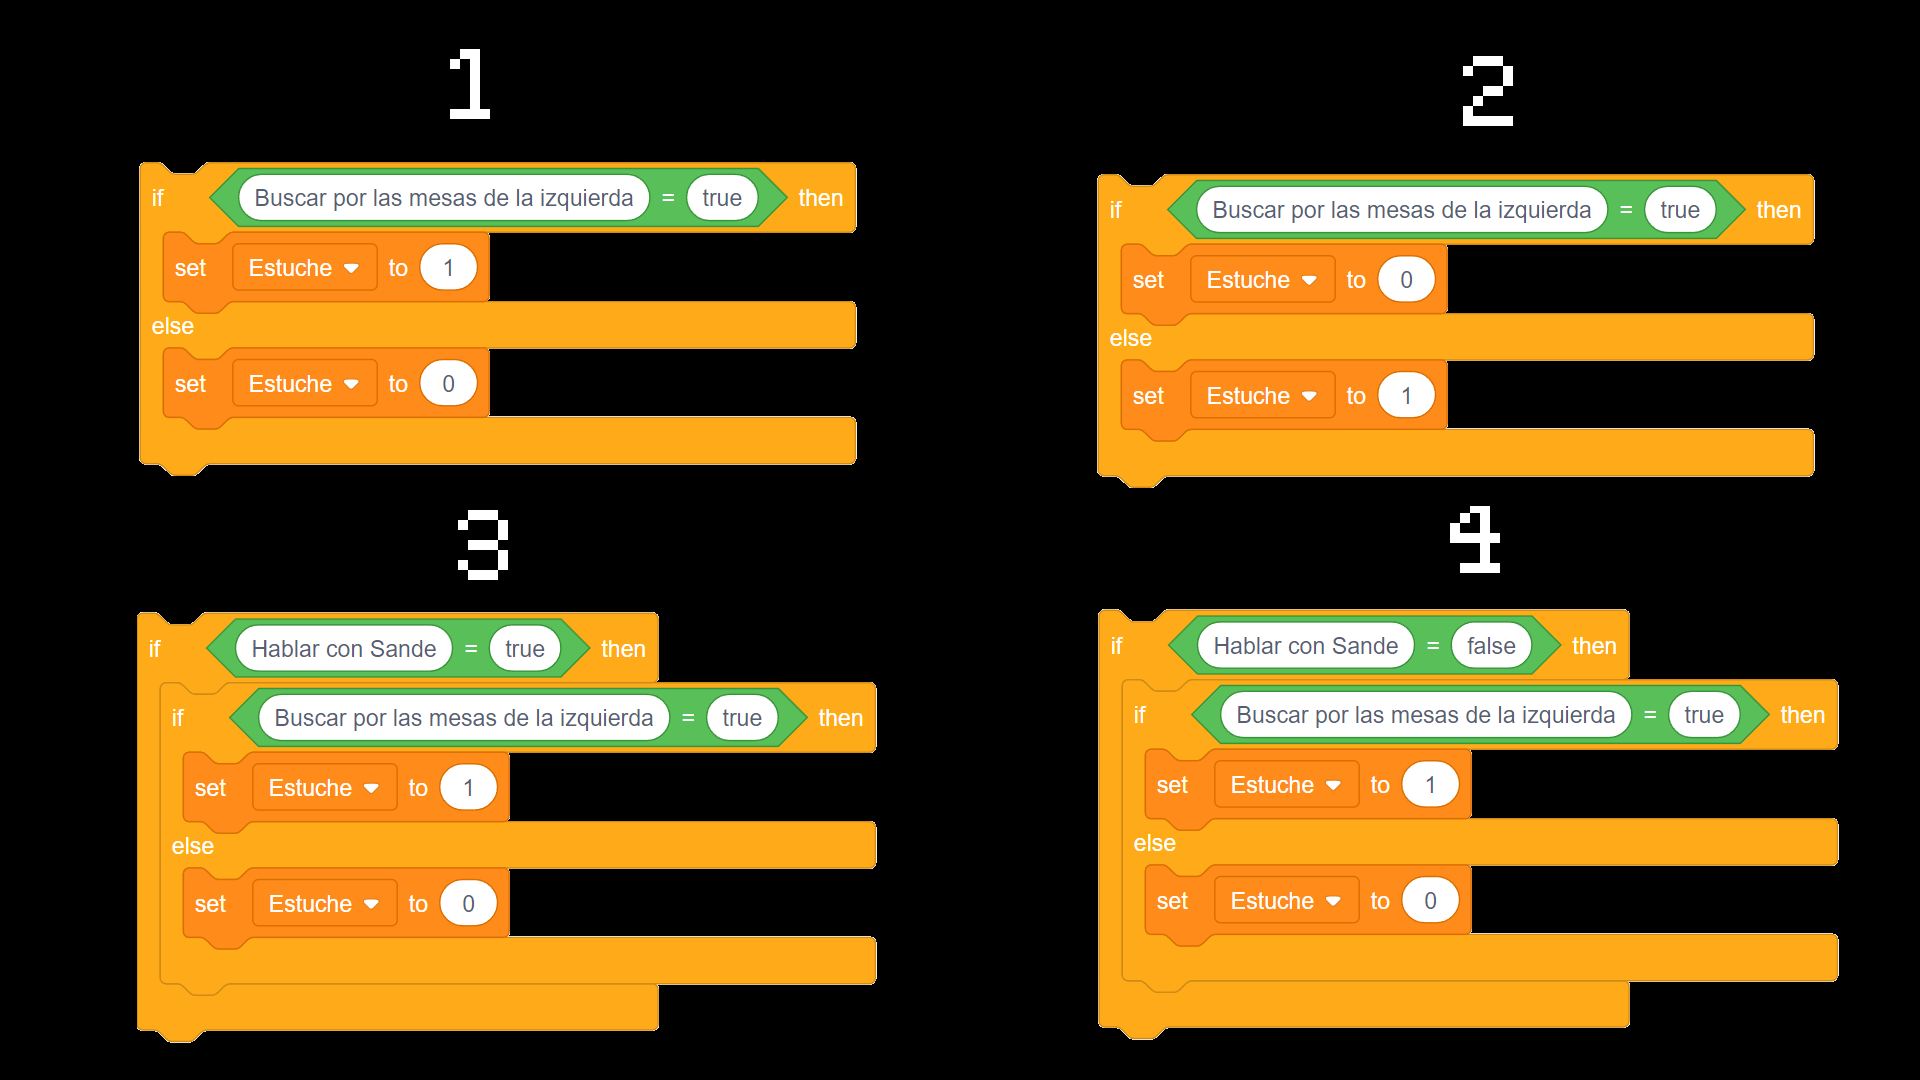 1
if Buscar por las mesas de la izquierda = true then
set Estuche to 1
else
set Estuche to 0
2
if Buscar por las mesas de la izquierda = true then
set Estuche to 0
else
set Estuche to 1
3
if Hablar con Sande = true then
if Buscar por las mesas de la izquierda = true then
set Estuche to 1
else
set Estuche to 0
4
if Hablar con Sande = false then
if Buscar por las mesas de la izquierda = true then
set Estuche to 1
else
set Estuche to 0